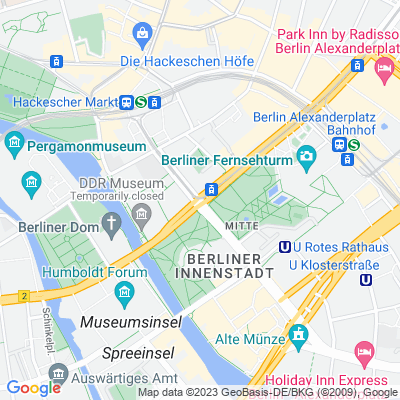 Park Inn by Radisso
Berlin Alexanderplat
Die Hackeschen Höfe
Hackescher Markt
S
Berlin Alexanderplatz
Bahnhof
S
Pergamonmuseum
Berliner Fernsehturm
DDR Museum
Temporarily closed
Berliner Dom
MITTE
U
U Rotes Rathaus
BERLINER
INNENSTADT
U Klosterstraße
U
Humboldt Forum
2
Museumsinsel
Schinkelpl.
Spreeinsel
Alte Münze
Auswärtiges Amt
Holiday Inn Express
Google
Map data ©2023 GeoBasis-DE/BKG (©2009), Google